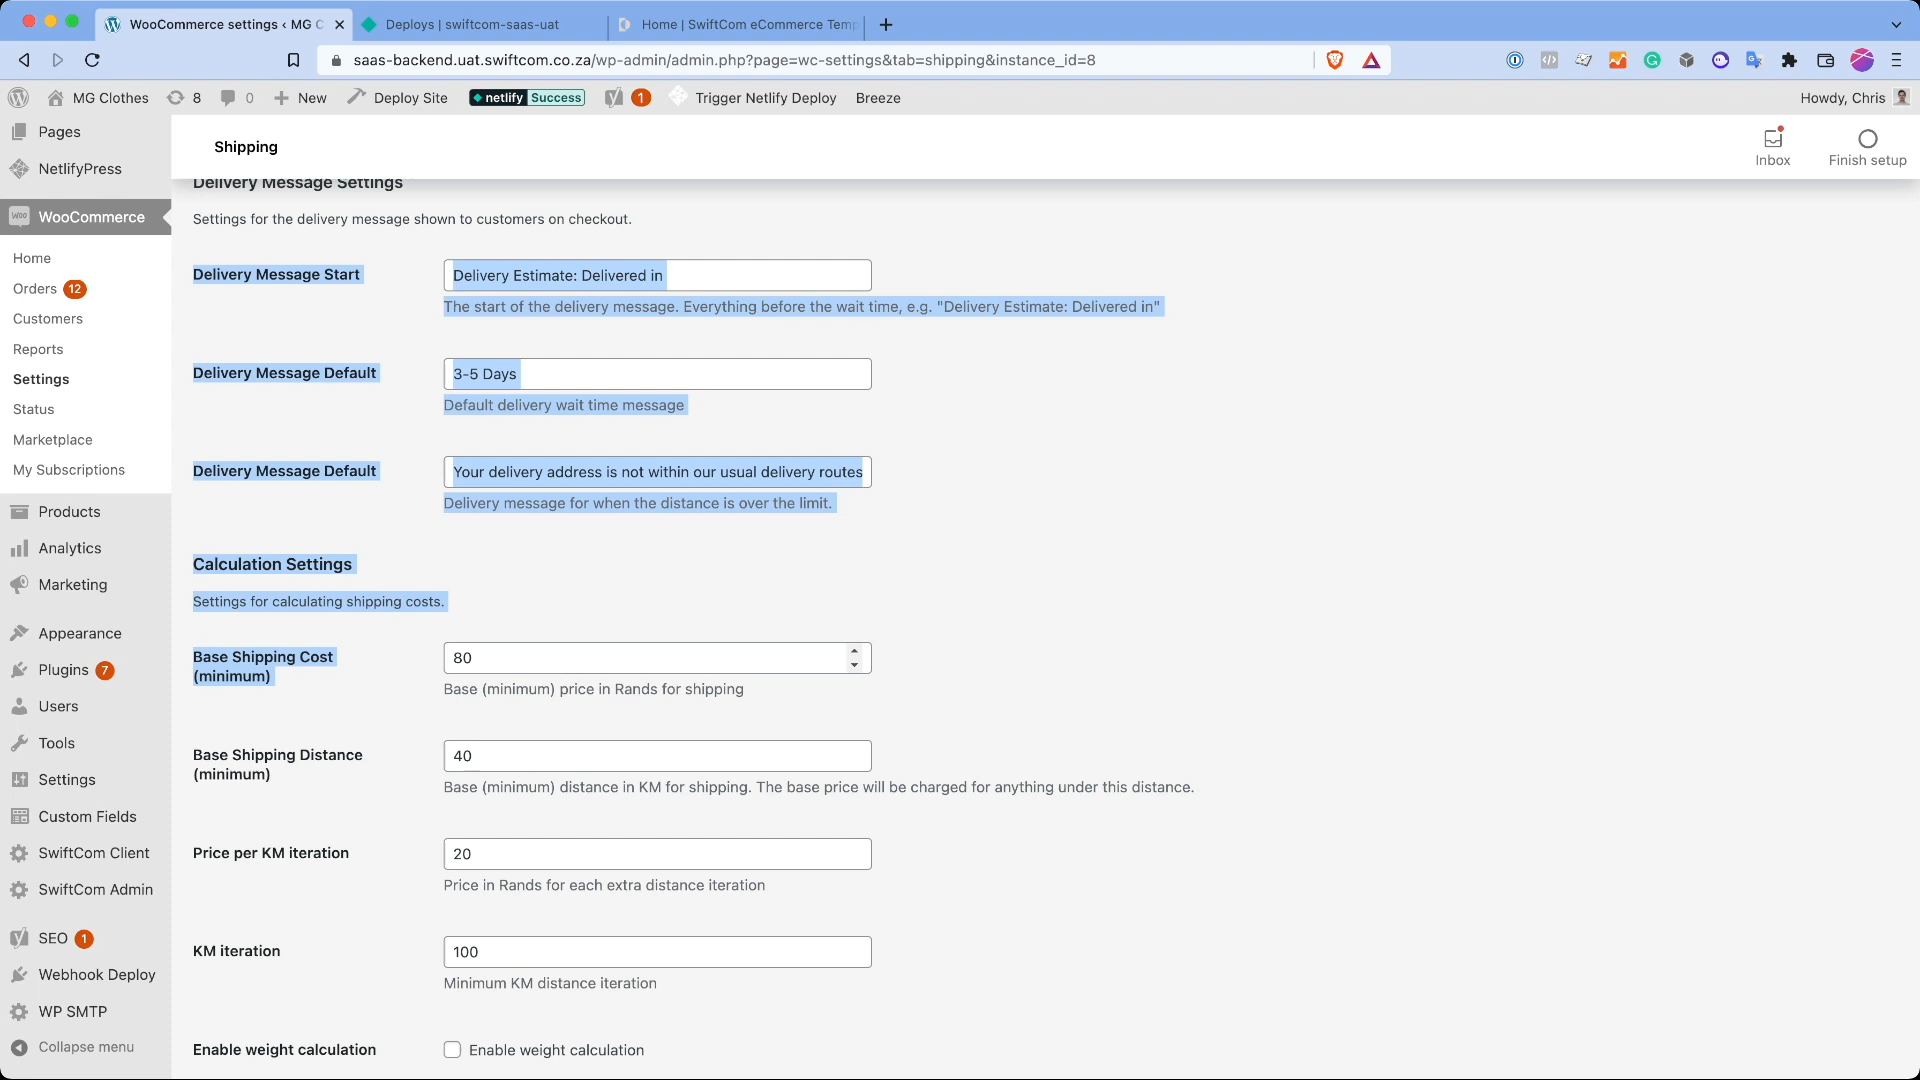 WooCommerce settings ‹ MG C
Deploys | swiftcom-saas-uat
Home | SwiftCom eCommerce Temp
saas-backend.uat.swiftcom.co.za/wp-admin/admin.php?page=wc-settings&tab=shipping&instance_id=8
MG Clothes
8
0
New
Deploy Site
netlify Success
1
Trigger Netlify Deploy
Breeze
Howdy, Chris
Pages
NetlifyPress
WooCommerce
Home
Orders 12
Customers
Reports
Settings
Status
Marketplace
My Subscriptions
Products
Analytics
Marketing
Appearance
Plugins 7
Users
Tools
Settings
Custom Fields
SwiftCom Client
SwiftCom Admin
SEO 1
Webhook Deploy
WP SMTP
Collapse menu
Shipping
Inbox
Finish setup
Delivery Message Settings
Settings for the delivery message shown to customers on checkout.
Delivery Message Start
Delivery Estimate: Delivered in
The start of the delivery message. Everything before the wait time, e.g. "Delivery Estimate: Delivered in"
Delivery Message Default
3-5 Days
Default delivery wait time message
Delivery Message Default
Your delivery address is not within our usual delivery routes
Delivery message for when the distance is over the limit.
Calculation Settings
Settings for calculating shipping costs.
Base Shipping Cost
(minimum)
80
Base (minimum) price in Rands for shipping
Base Shipping Distance
(minimum)
40
Base (minimum) distance in KM for shipping. The base price will be charged for anything under this distance.
Price per KM iteration
20
Price in Rands for each extra distance iteration
KM iteration
100
Minimum KM distance iteration
Enable weight calculation
Enable weight calculation